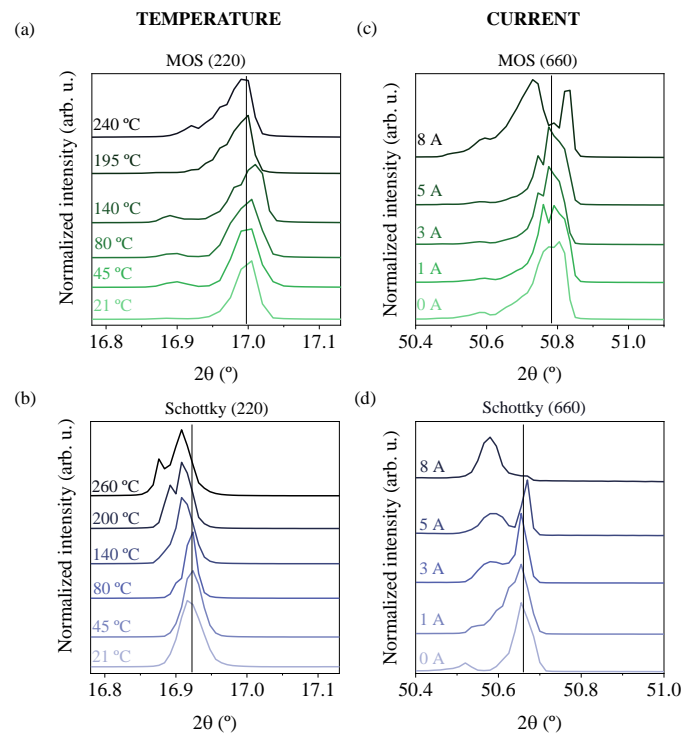 TEMPERATURE
CURRENT
(a)
MOS (220)
Normalized intensity (arb. u.)
240 ºC
195 ºC
140 ºC
80 ºC
45 ºC
21 ºC
16.8 16.9 17.0 17.1
2θ (º)
(c)
MOS (660)
Normalized intensity (arb. u.)
8 A
5 A
3 A
1 A
0 A
50.4 50.6 50.8 51.0
2θ (º)
(b)
Schottky (220)
Normalized intensity (arb. u.)
260 ºC
200 ºC
140 ºC
80 ºC
45 ºC
21 ºC
16.8 16.9 17.0 17.1
2θ (º)
(d)
Schottky (660)
Normalized intensity (arb. u.)
8 A
5 A
3 A
1 A
0 A
50.4 50.6 50.8 51.0
2θ (º)